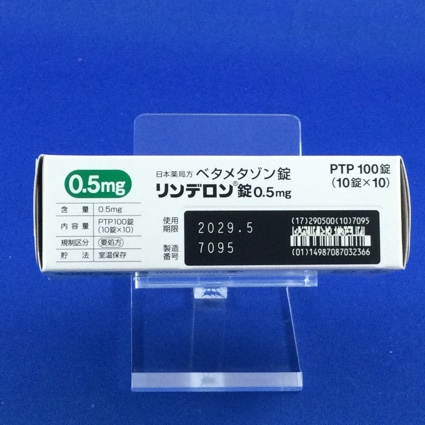 0.5mg
日本薬局方 ベタメタゾン錠
リンデロン®錠0.5mg
PTP 100錠
(10錠×10)
含量 0.5mg
内容量 PTP100錠
(10錠×10)
規制区分 要処方
貯法 室温保存
使用期限 2029.5
製造番号 7095
(17)290500(10)7095
(01)14987087032366